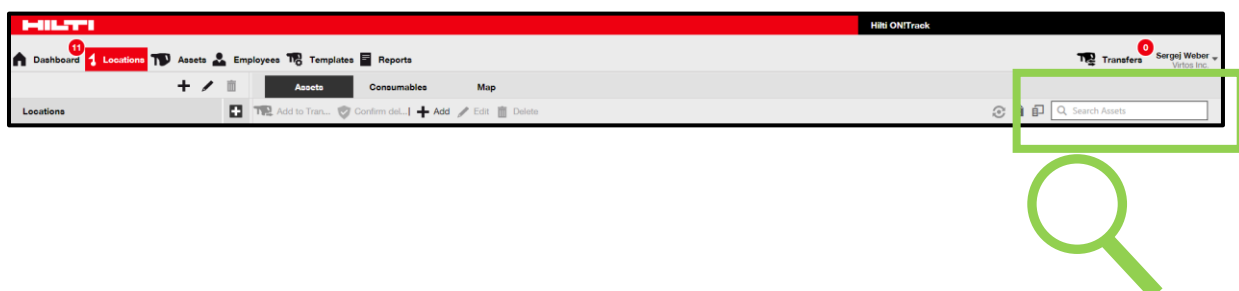 HILTI
Hilti ON!Track
11
0
Dashboard Locations Assets Employees Templates Reports Transfers Sergej Weber
Virtos Inc.
Assets Consumables Map
Locations Add to Tran... Confirm del... Add Edit Delete Search Assets